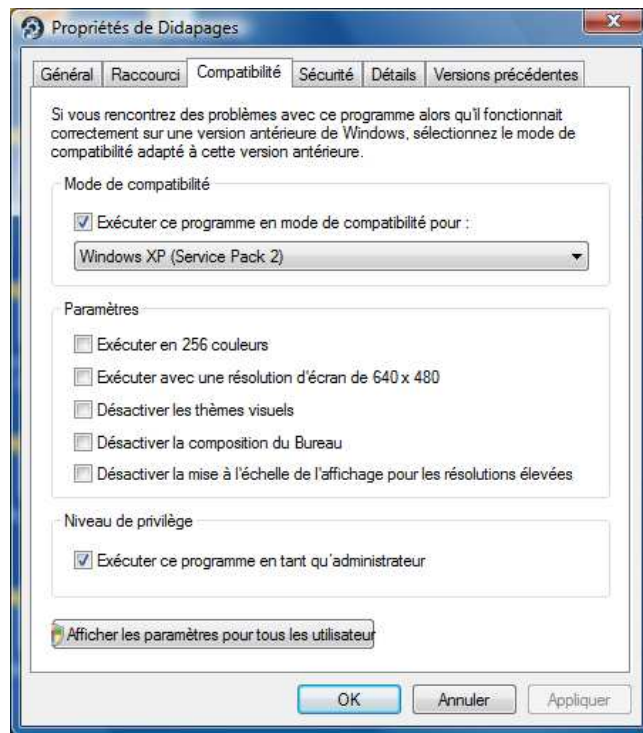 Propriétés de Didapages
Général Raccourci Compatibilité Sécurité Détails Versions précédentes
Si vous rencontrez des problèmes avec ce programme alors qu'il fonctionnait
correctement sur une version antérieure de Windows, sélectionnez le mode de
compatibilité adapté à cette version antérieure.
Mode de compatibilité
Exécuter ce programme en mode de compatibilité pour :
Windows XP (Service Pack 2)
Paramètres
Exécuter en 256 couleurs
Exécuter avec une résolution d'écran de 640 x 480
Désactiver les thèmes visuels
Désactiver la composition du Bureau
Désactiver la mise à l'échelle de l'affichage pour les résolutions élevées
Niveau de privilège
Exécuter ce programme en tant qu'administrateur
Afficher les paramètres pour tous les utilisateur
OK Annuler Appliquer